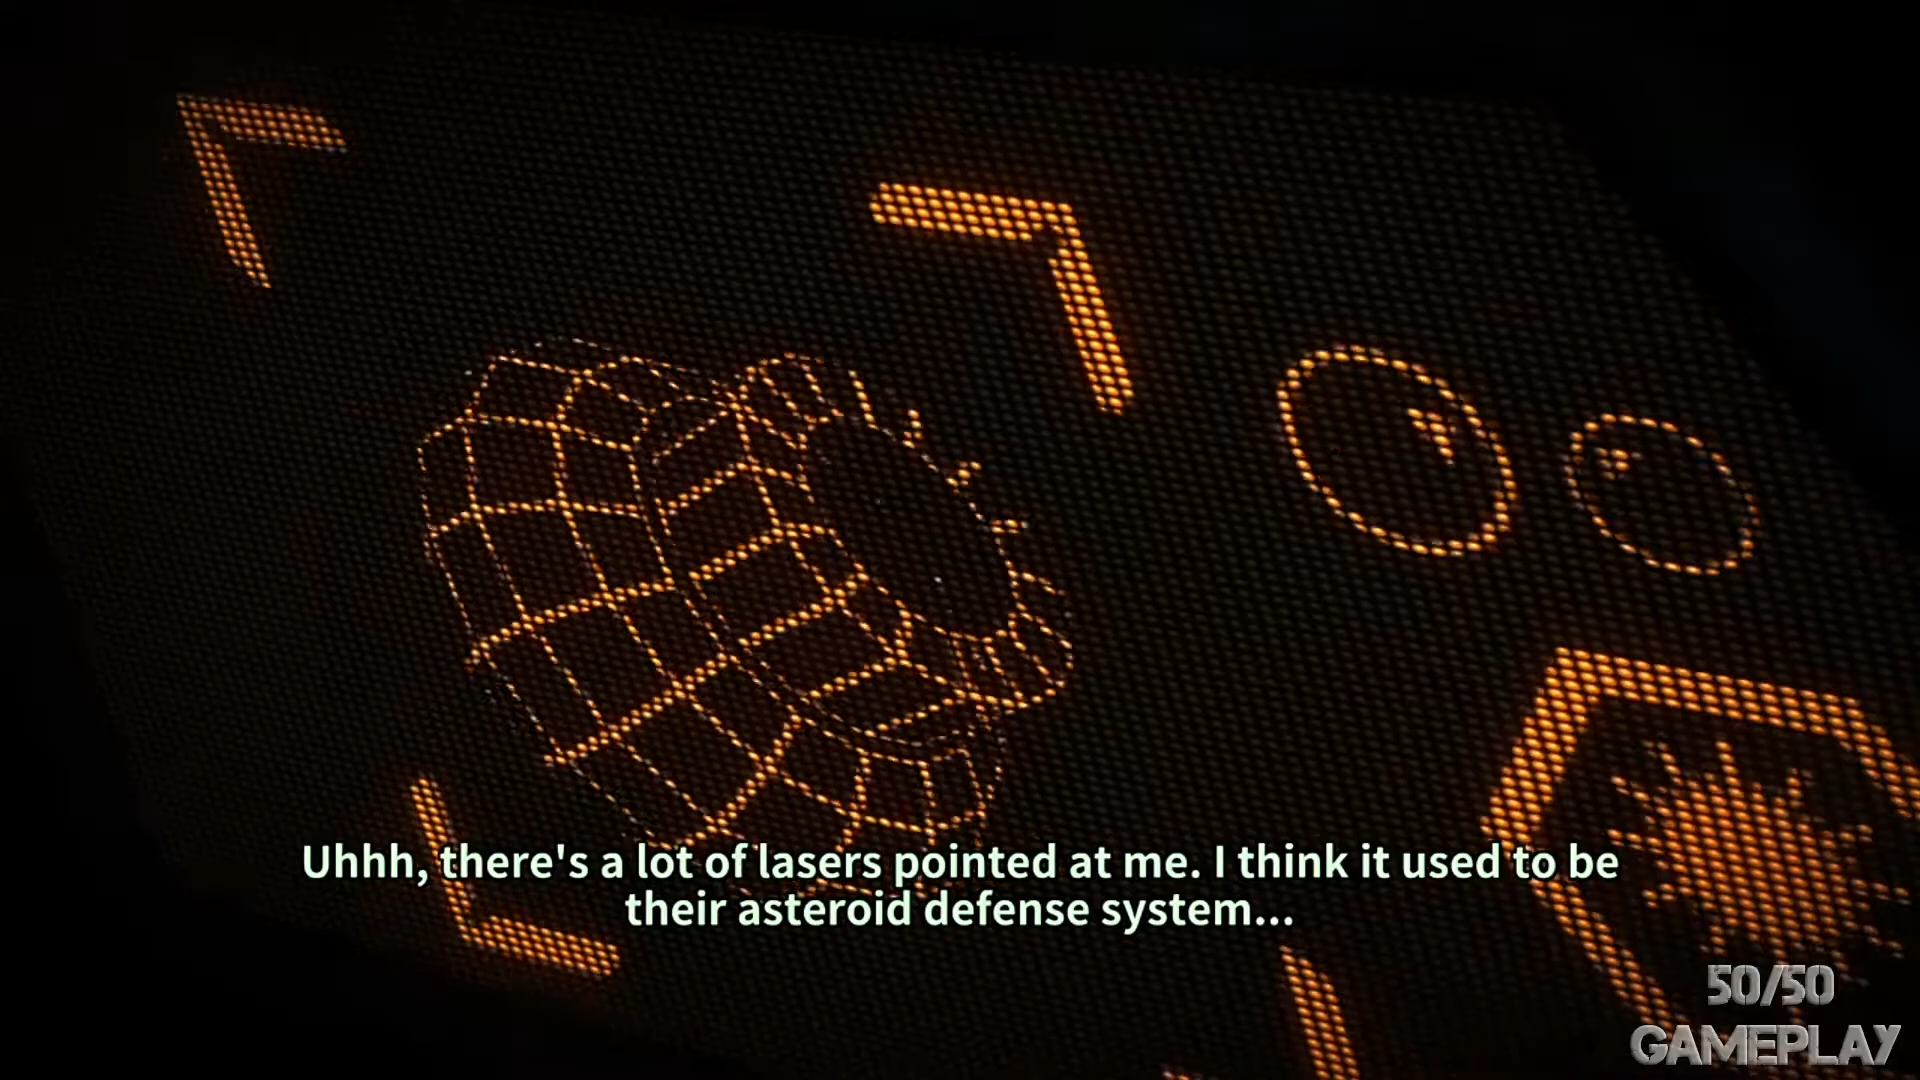 Uhhh, there's a lot of lasers pointed at me. I think it used to be
their asteroid defense system...
50/50
GAMEPLAY